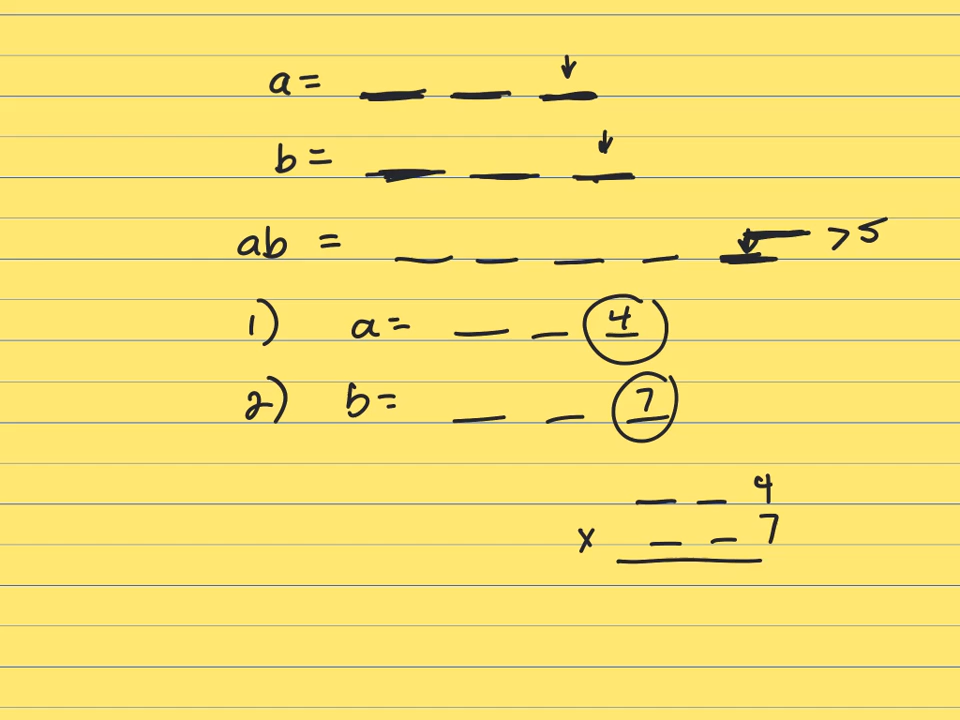 a = _ _ _
b = _ _ _
ab = _ _ _ _ _ > 5
1) a = _ _ 4
2) b = _ _ 7
_ _ 4
x _ _ 7